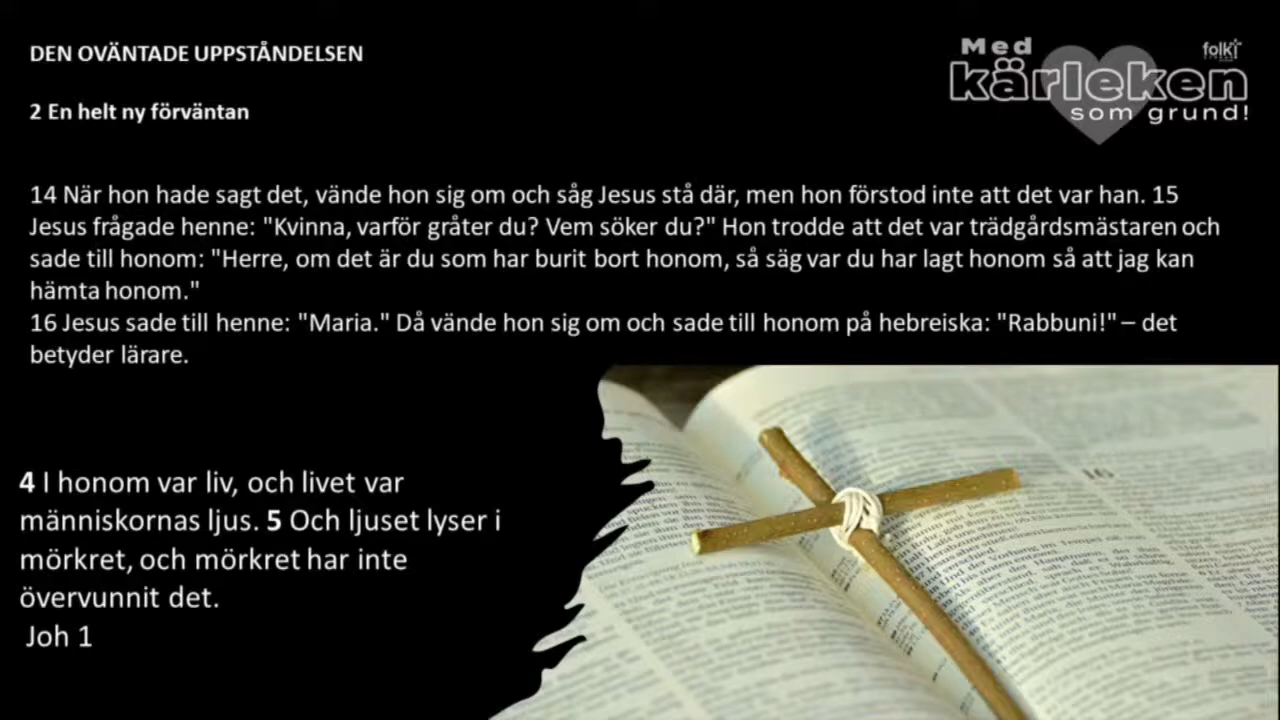 DEN OVÄNTADE UPPSTÅNDELSEN
Med
folk
kärleken
som grund!
2 En helt ny förväntan
14 När hon hade sagt det, vände hon sig om och såg Jesus stå där, men hon förstod inte att det var han. 15
Jesus frågade henne: "Kvinna, varför gråter du? Vem söker du?" Hon trodde att det var trädgårdsmästaren och
sade till honom: "Herre, om det är du som har burit bort honom, så säg var du har lagt honom så att jag kan
hämta honom."
16 Jesus sade till henne: "Maria." Då vände hon sig om och sade till honom på hebreiska: "Rabbuni!" – det
betyder lärare.
4 I honom var liv, och livet var
människornas ljus. 5 Och ljuset lyser i
mörkret, och mörkret har inte
övervunnit det.
Joh 1